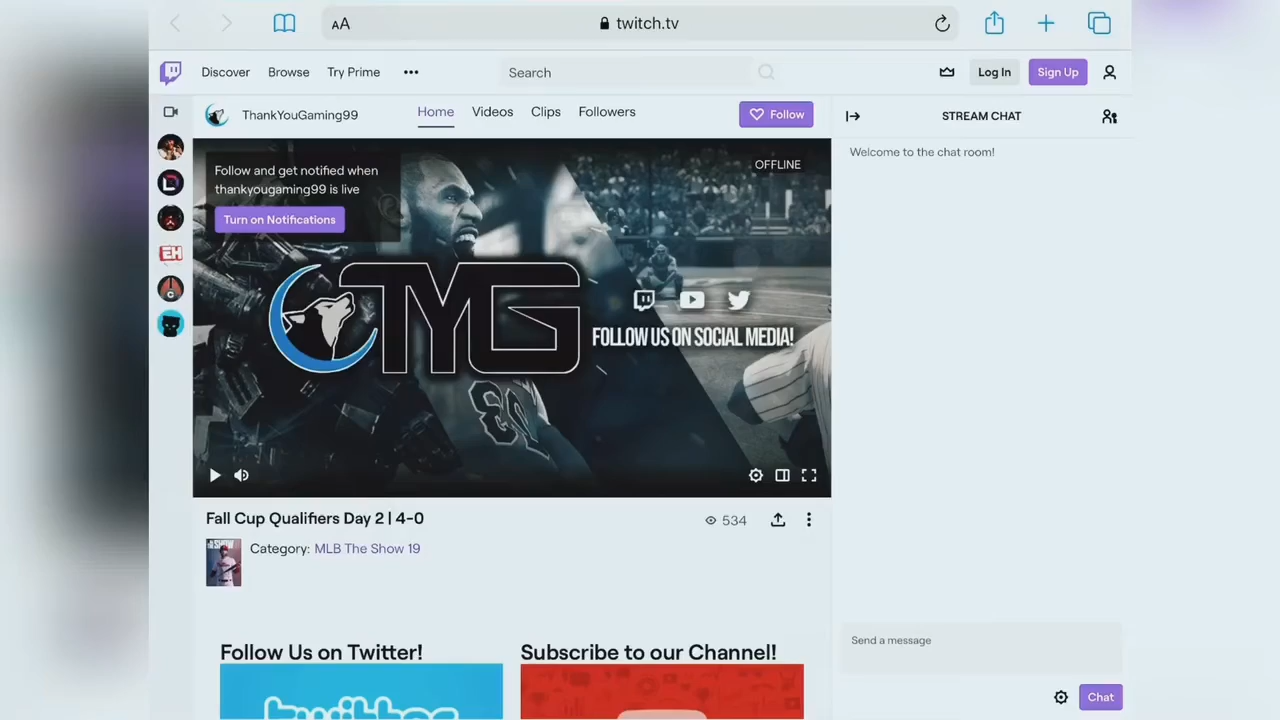 AA
twitch.tv
Discover
Browse
Try Prime
Search
Log In
Sign Up
ThankYouGaming99
Home
Videos
Clips
Followers
Follow
STREAM CHAT
Welcome to the chat room!
Follow and get notified when
thankyougaming99 is live
Turn on Notifications
OFFLINE
TYG
FOLLOW US ON SOCIAL MEDIA!
23
Fall Cup Qualifiers Day 2 | 4-0
534
Category: MLB The Show 19
Follow Us on Twitter!
Subscribe to our Channel!
twitter
EH
Send a message
Chat